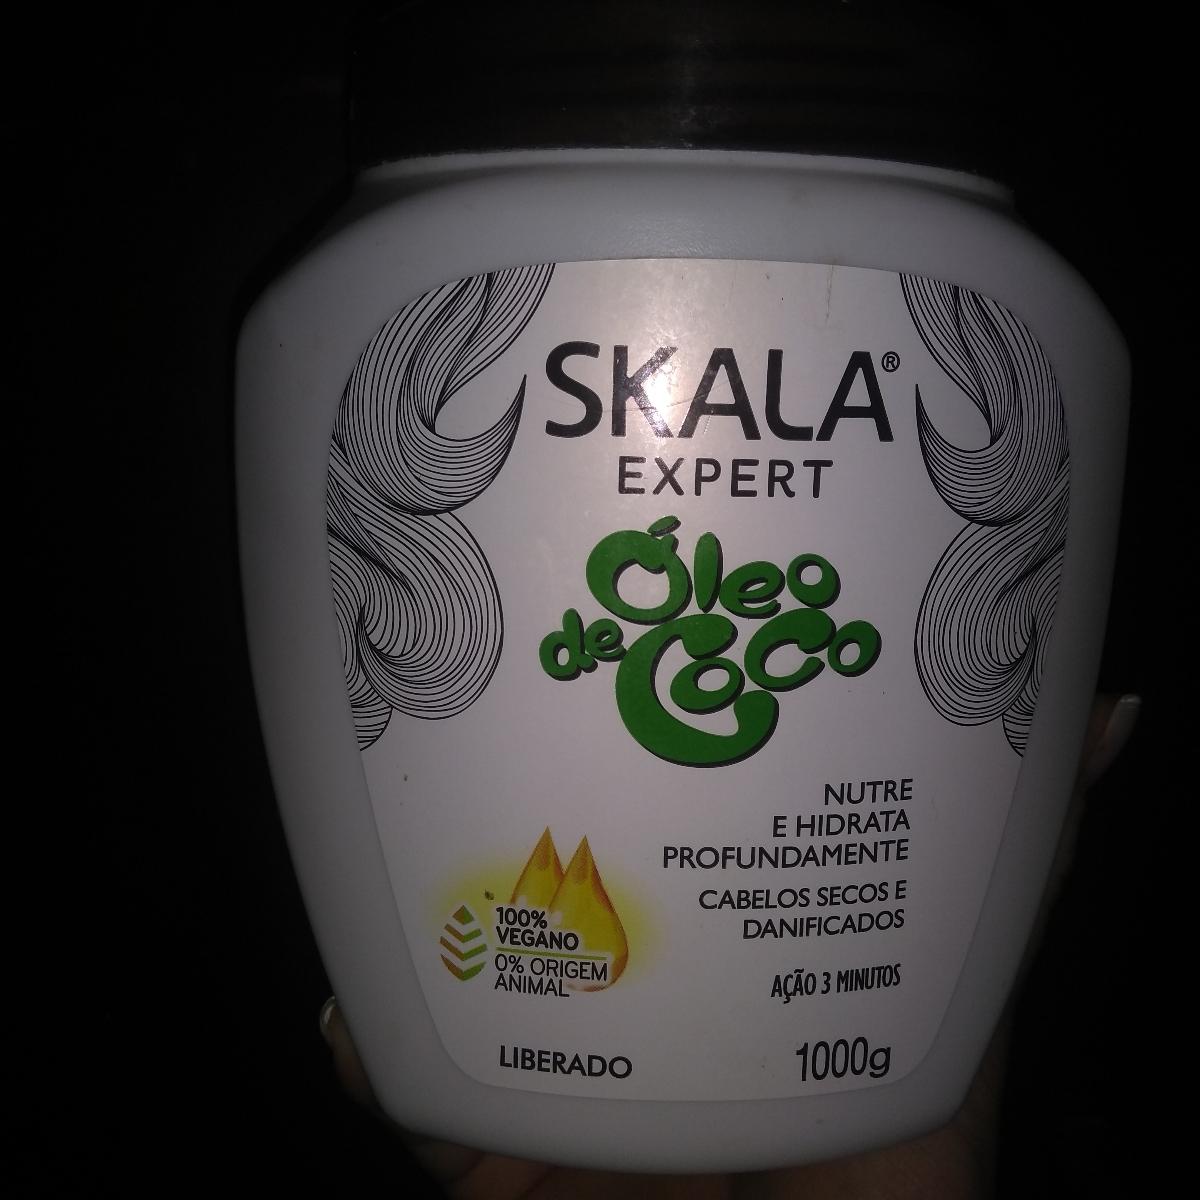 SKALA®
EXPERT
Óleo
de Coco
NUTRE
E HIDRATA
PROFUNDAMENTE
CABELOS SECOS E
DANIFICADOS
AÇÃO 3 MINUTOS
100%
VEGANO
0% ORIGEM
ANIMAL
LIBERADO
1000g